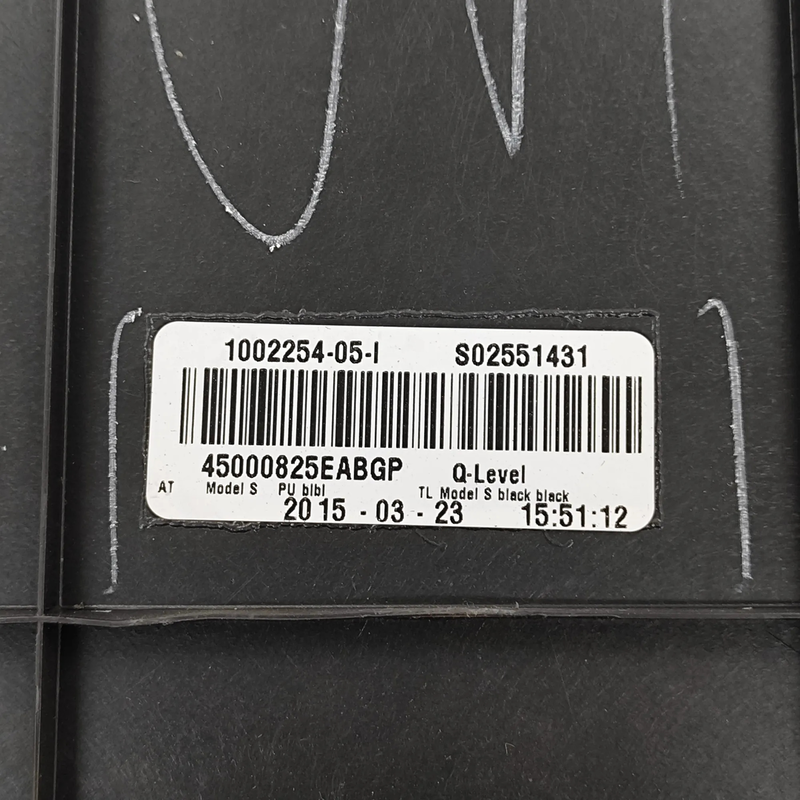 1002254-05-I S02551431
45000825EABGP Q-Level
AT Model S PU blbl TL Model S black black
2015 - 03 - 23 15:51:12